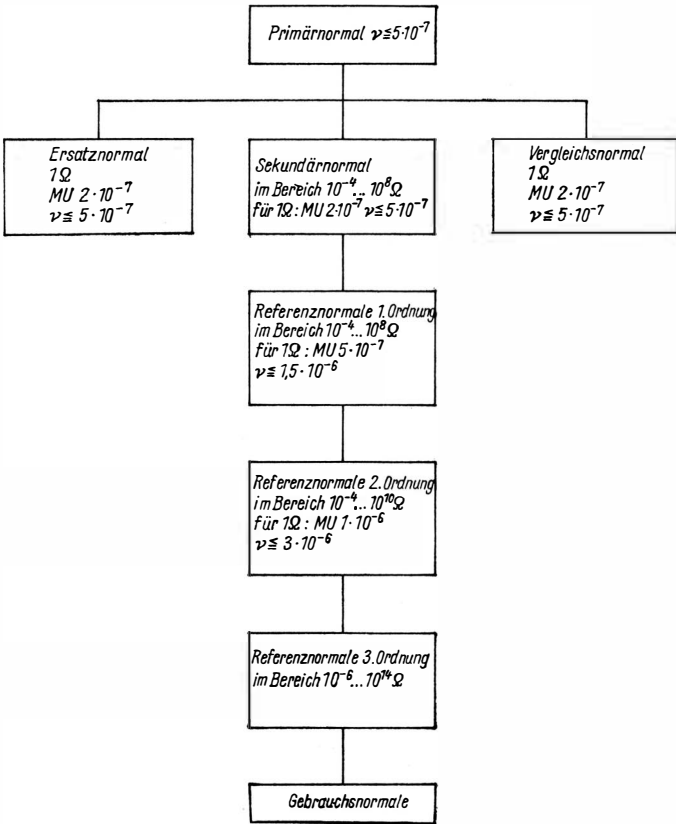 Primärnormal ν≦5·10⁻⁷
Ersatznormal
1Ω
MU 2·10⁻⁷
ν≦ 5·10⁻⁷
Sekundärnormal
im Bereich 10⁻⁴...10⁸Ω
für 1Ω: MU 2·10⁻⁷ ν≦5·10⁻⁷
Vergleichsnormal
1Ω
MU 2·10⁻⁷
ν≦ 5·10⁻⁷
Referenznormale 1.Ordnung
im Bereich 10⁻⁴...10⁸Ω
für 1Ω: MU 5·10⁻⁷
ν≦ 1,5·10⁻⁶
Referenznormale 2.Ordnung
im Bereich 10⁻⁴...10¹⁰Ω
für 1Ω: MU 1·10⁻⁶
ν≦ 3·10⁻⁶
Referenznormale 3.Ordnung
im Bereich 10⁻⁶...10¹⁴Ω
Gebrauchsnormale